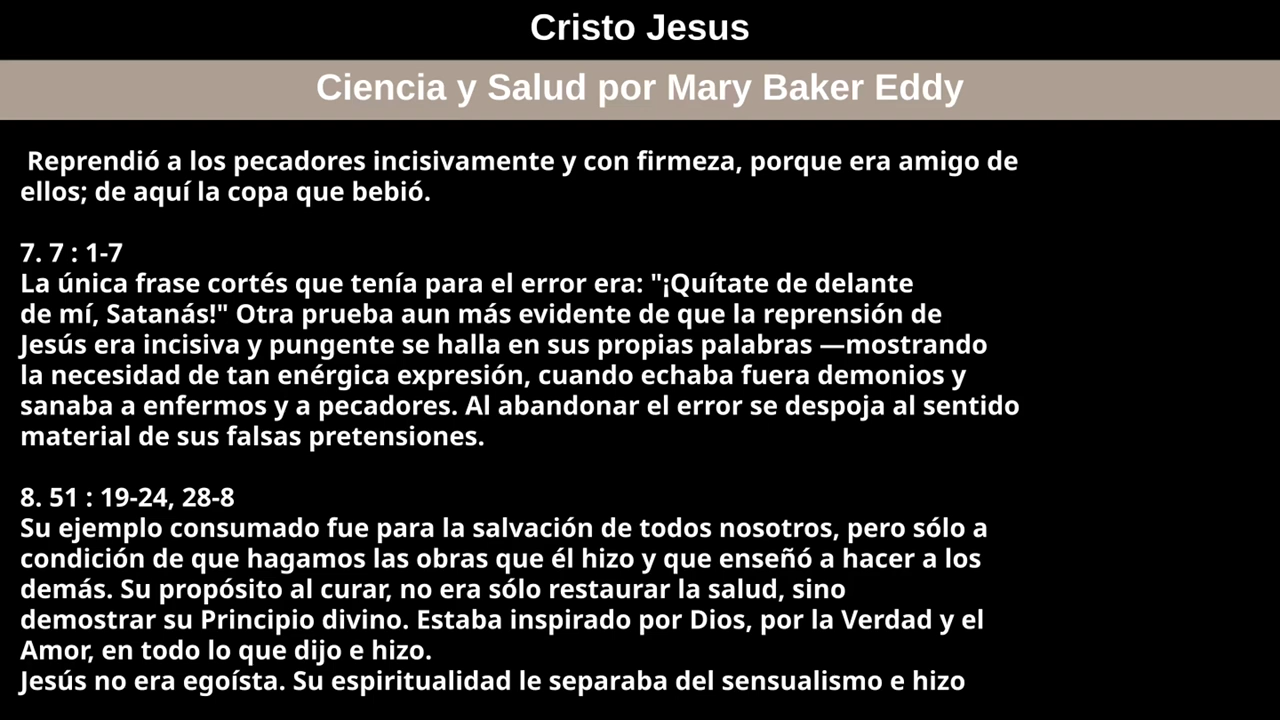 Cristo Jesus
Ciencia y Salud por Mary Baker Eddy
Reprendió a los pecadores incisivamente y con firmeza, porque era amigo de
ellos; de aquí la copa que bebió.
7. 7 : 1-7
La única frase cortés que tenía para el error era: "¡Quítate de delante
de mí, Satanás!" Otra prueba aun más evidente de que la reprensión de
Jesús era incisiva y pungente se halla en sus propias palabras —mostrando
la necesidad de tan enérgica expresión, cuando echaba fuera demonios y
sanaba a enfermos y a pecadores. Al abandonar el error se despoja al sentido
material de sus falsas pretensiones.
8. 51 : 19-24, 28-8
Su ejemplo consumado fue para la salvación de todos nosotros, pero sólo a
condición de que hagamos las obras que él hizo y que enseñó a hacer a los
demás. Su propósito al curar, no era sólo restaurar la salud, sino
demostrar su Principio divino. Estaba inspirado por Dios, por la Verdad y el
Amor, en todo lo que dijo e hizo.
Jesús no era egoísta. Su espiritualidad le separaba del sensualismo e hizo